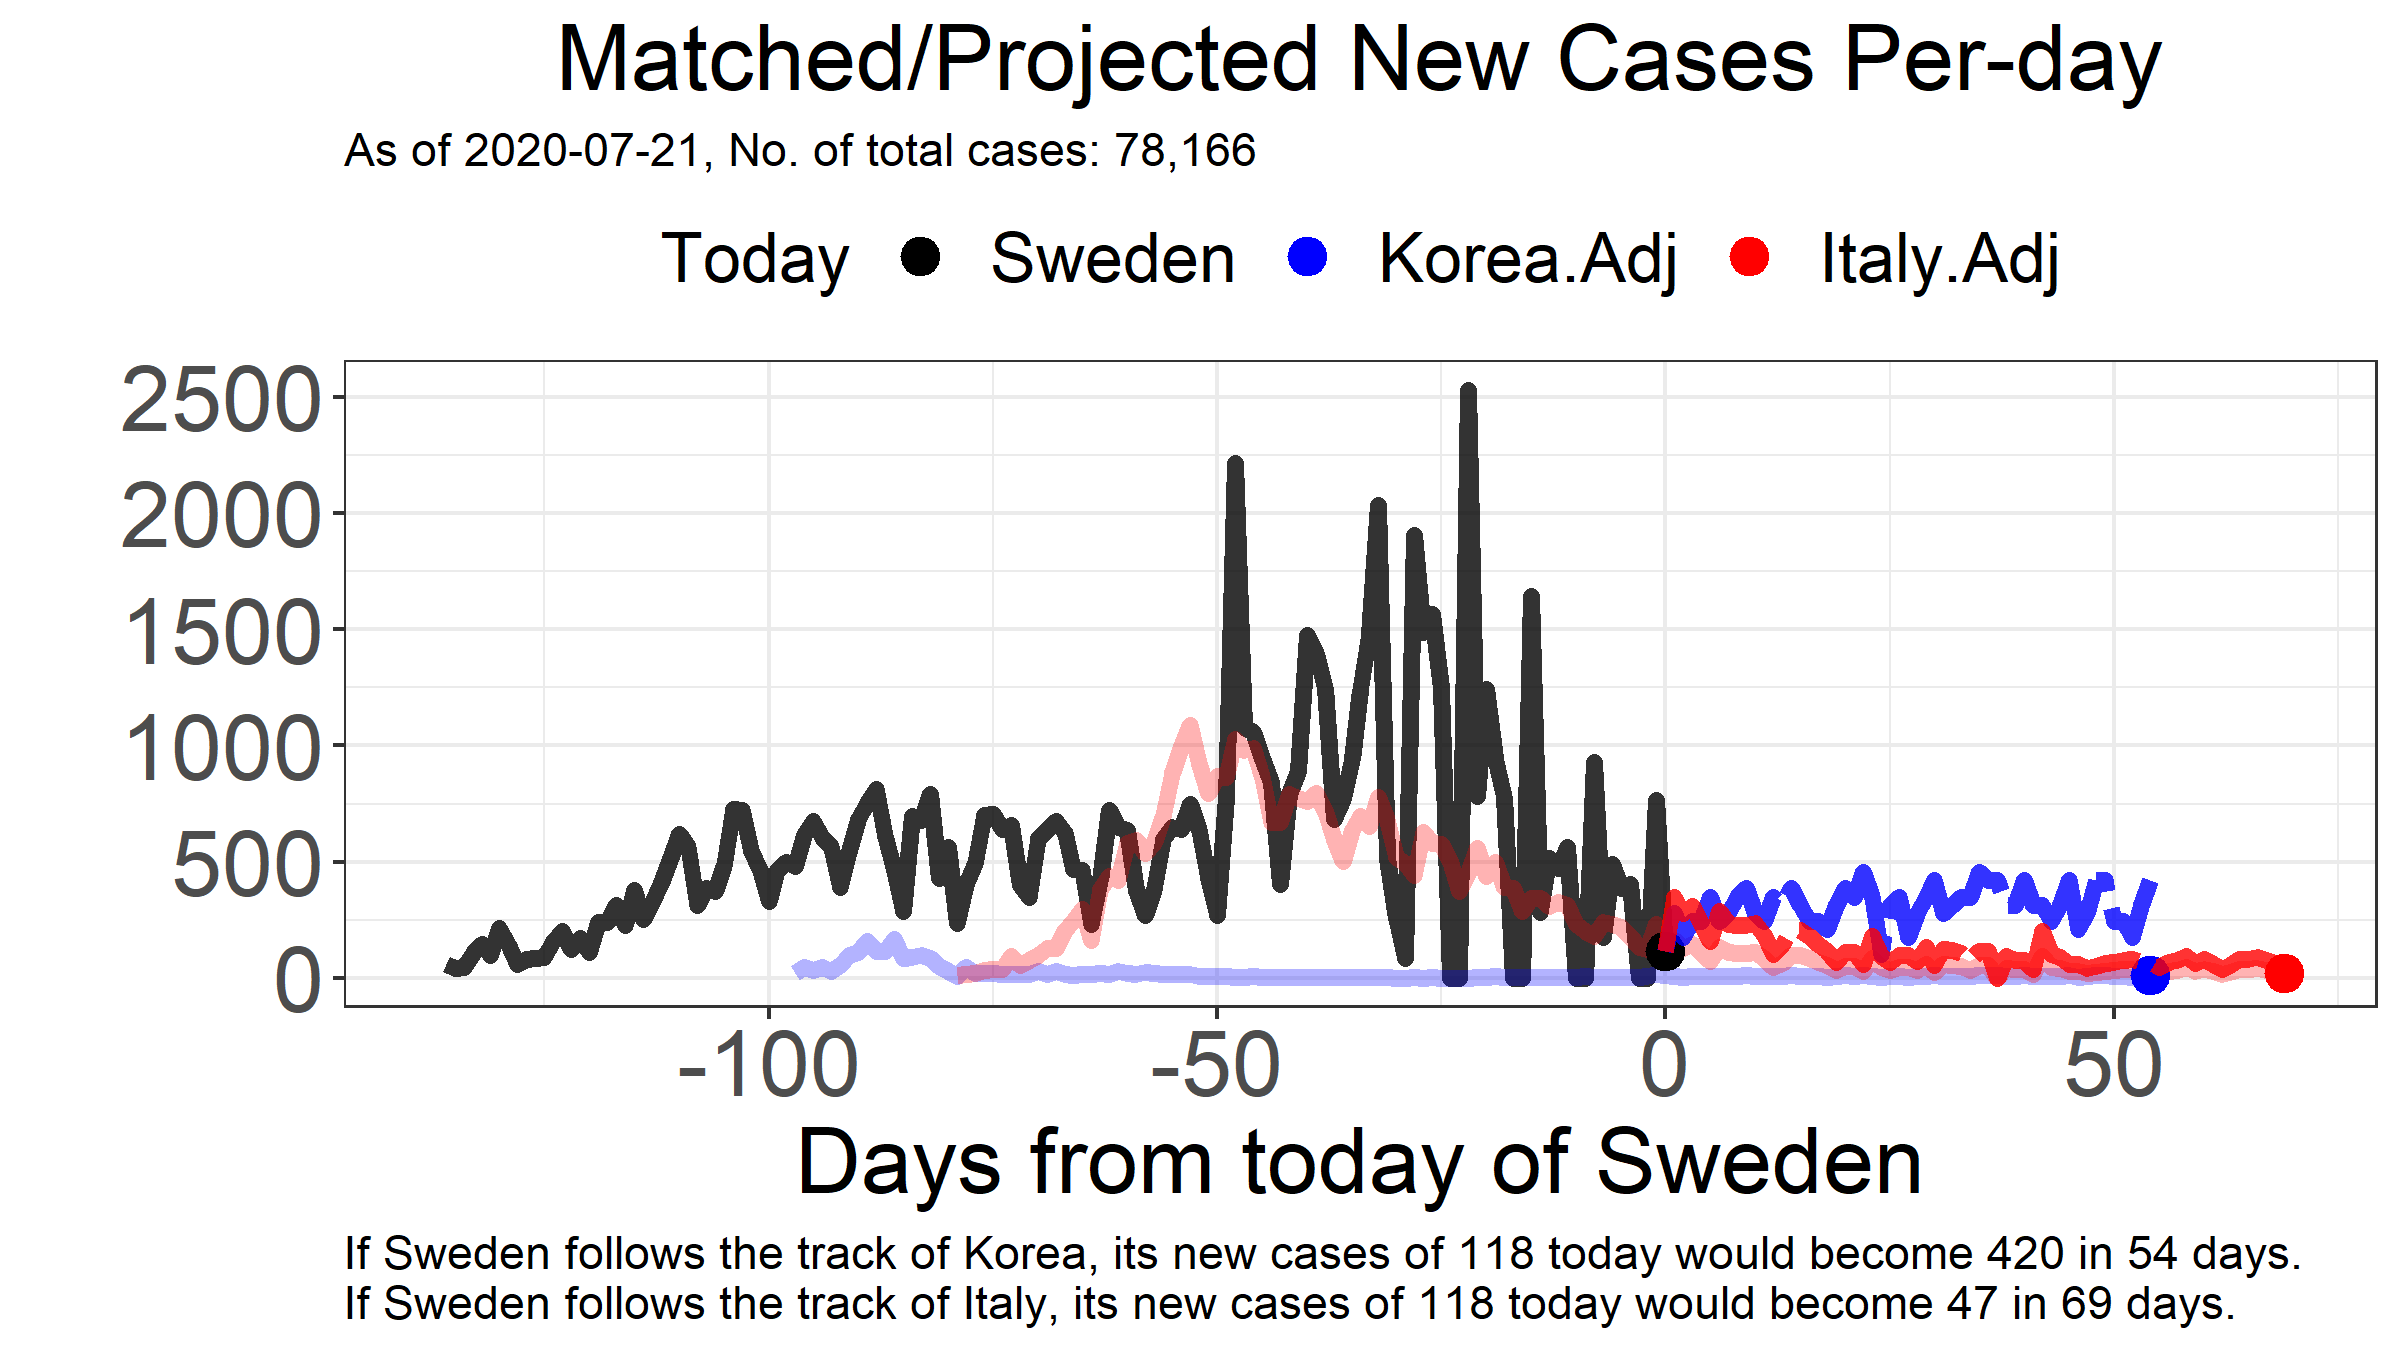 Matched/Projected New Cases Per-day
As of 2020-07-21, No. of total cases: 78,166
Today Sweden Korea.Adj Italy.Adj
2500
2000
1500
1000
500
0
-100 -50 0 50
Days from today of Sweden
If Sweden follows the track of Korea, its new cases of 118 today would become 420 in 54 days.
If Sweden follows the track of Italy, its new cases of 118 today would become 47 in 69 days.